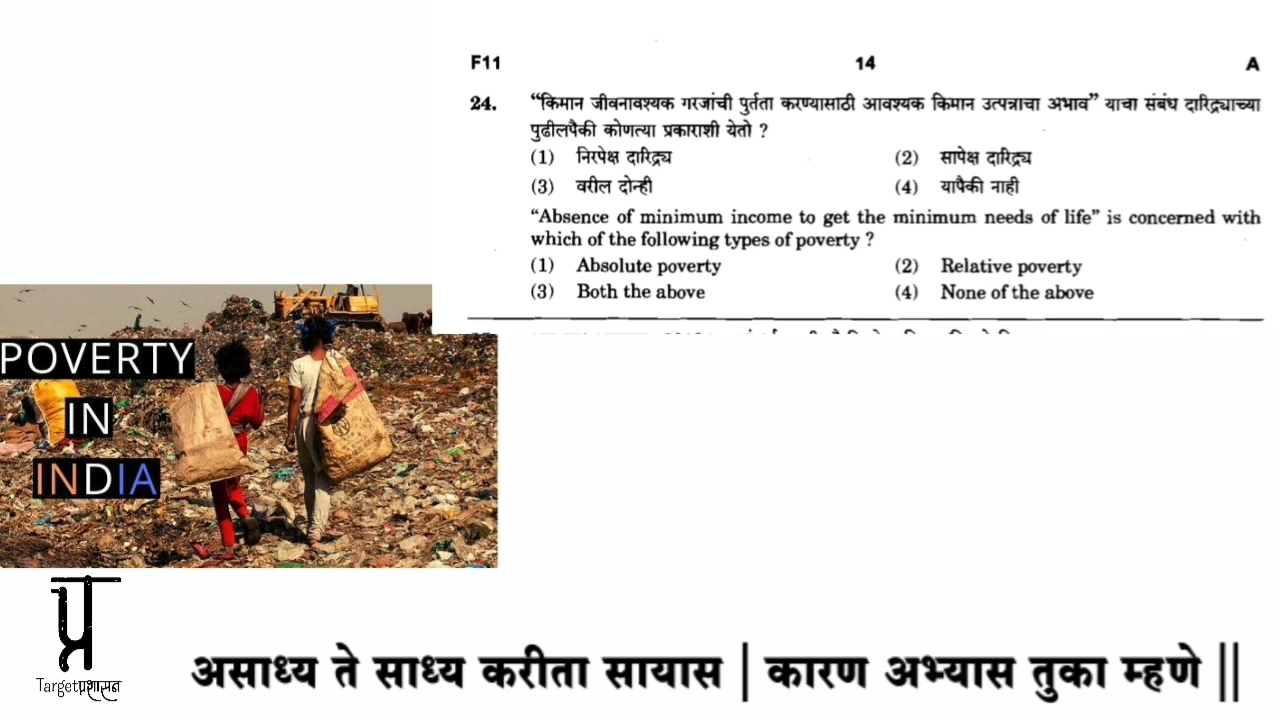 F11 14 A
24. “किमान जीवनावश्यक गरजांची पुर्तता करण्यासाठी आवश्यक किमान उत्पन्नाचा अभाव” याचा संबंध दारिद्र्याच्या
पुढीलपैकी कोणत्या प्रकाराशी येतो ?
(1) निरपेक्ष दारिद्र्य (2) सापेक्ष दारिद्र्य
(3) वरील दोन्ही (4) यापैकी नाही
“Absence of minimum income to get the minimum needs of life” is concerned with
which of the following types of poverty ?
(1) Absolute poverty (2) Relative poverty
(3) Both the above (4) None of the above
POVERTY
IN
INDIA
प्र
Targetप्रशासन
असाध्य ते साध्य करीता सायास | कारण अभ्यास तुका म्हणे ||